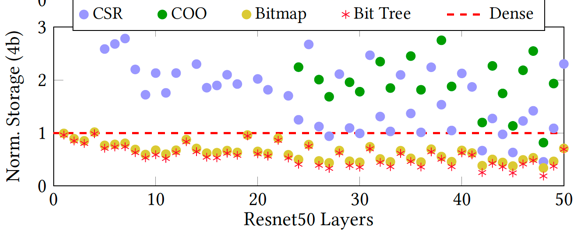 CSR COO Bitmap Bit Tree Dense
3
2
1
0
Norm. Storage (4b)
0 10 20 30 40 50
Resnet50 Layers